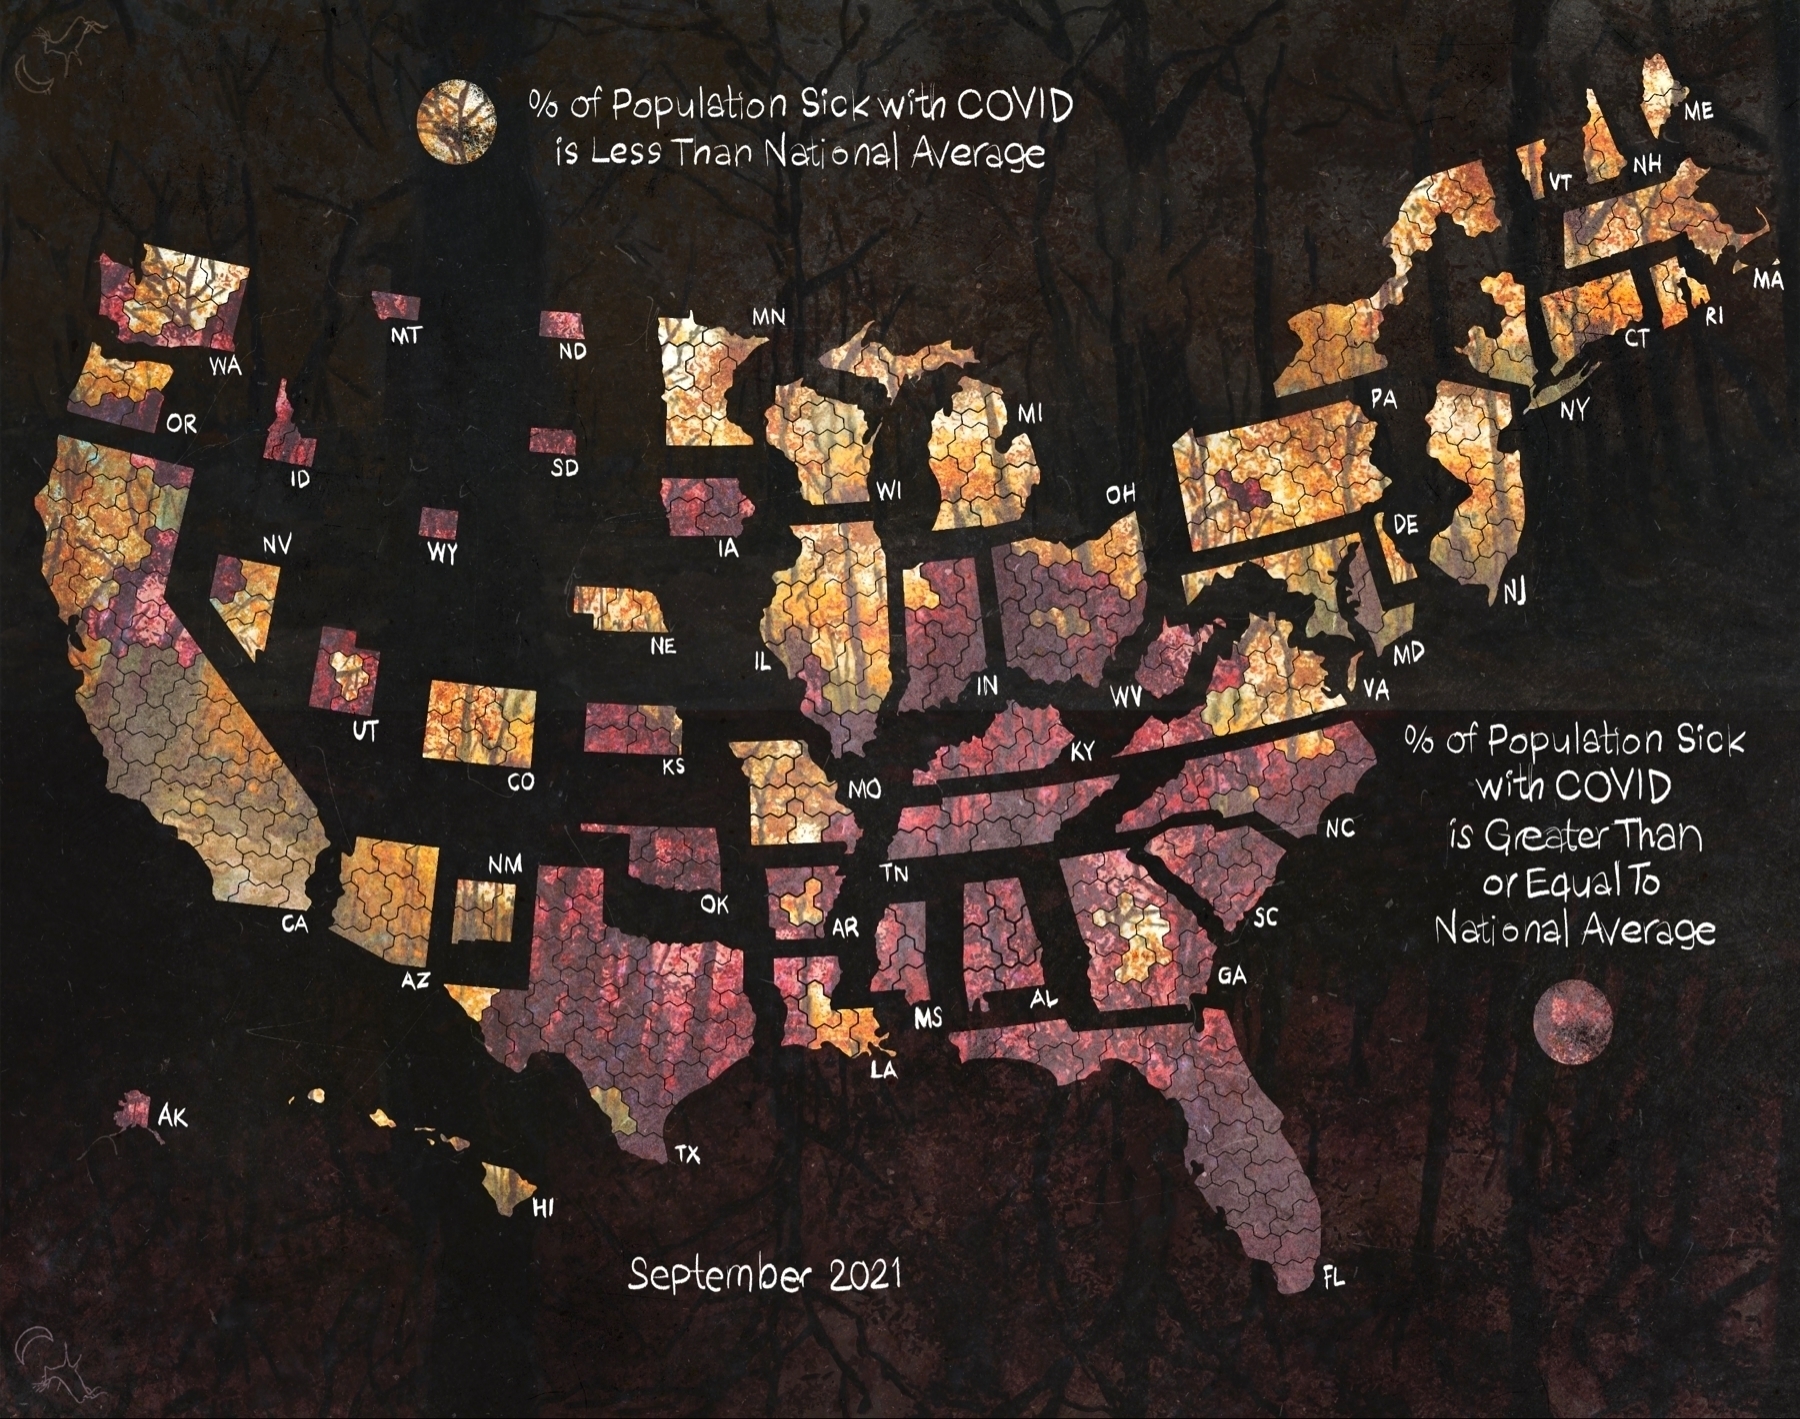 % of Population Sick with COVID
is Less Than National Average
ME
NH
VT
MA
RI
CT
NY
PA
MN
MT
ND
WA
OR
MI
ID
SD
WI
OH
DE
NV
WY
IA
NJ
NE
IL
IN
WV
MD
VA
UT
CO
KS
MO
KY
% of Population Sick
with COVID
is Greater Than
or Equal To
National Average
NC
TN
NM
OK
AR
CA
AZ
SC
GA
AL
MS
LA
AK
TX
HI
FL
September 2021